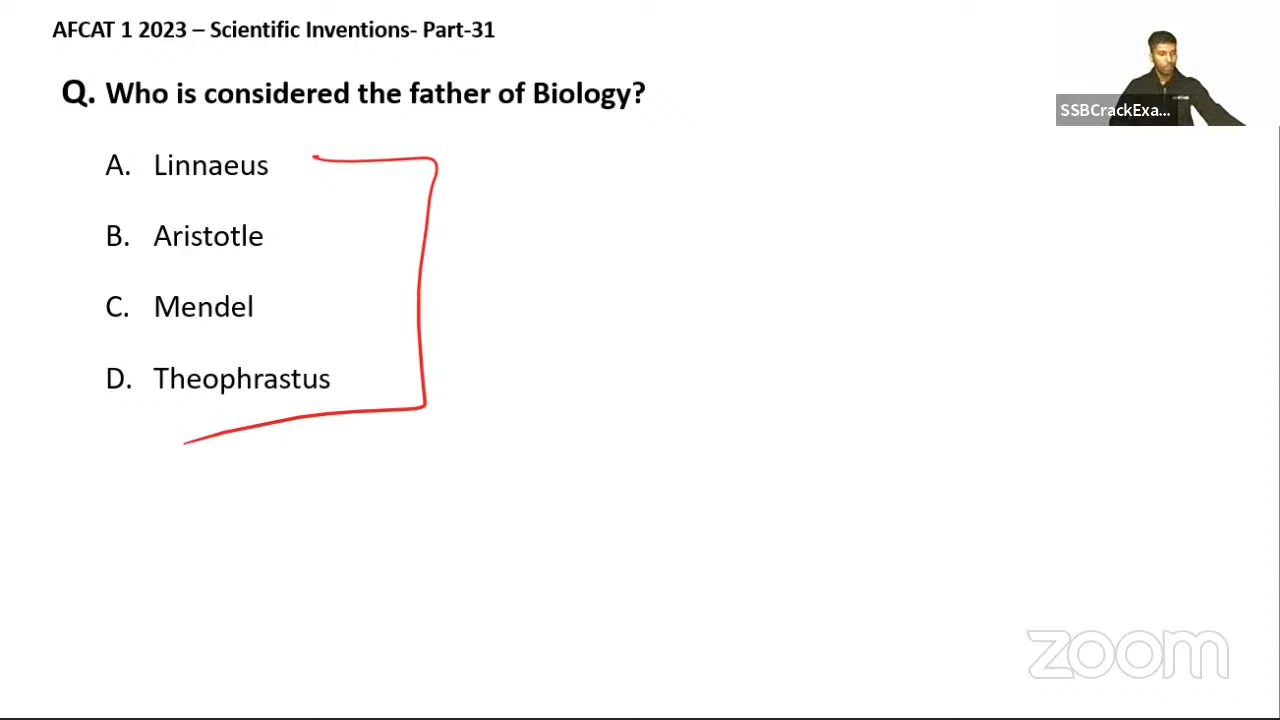 AFCAT 1 2023 – Scientific Inventions- Part-31
Q. Who is considered the father of Biology?
SSBCrackExa...
A. Linnaeus
B. Aristotle
C. Mendel
D. Theophrastus
zoom